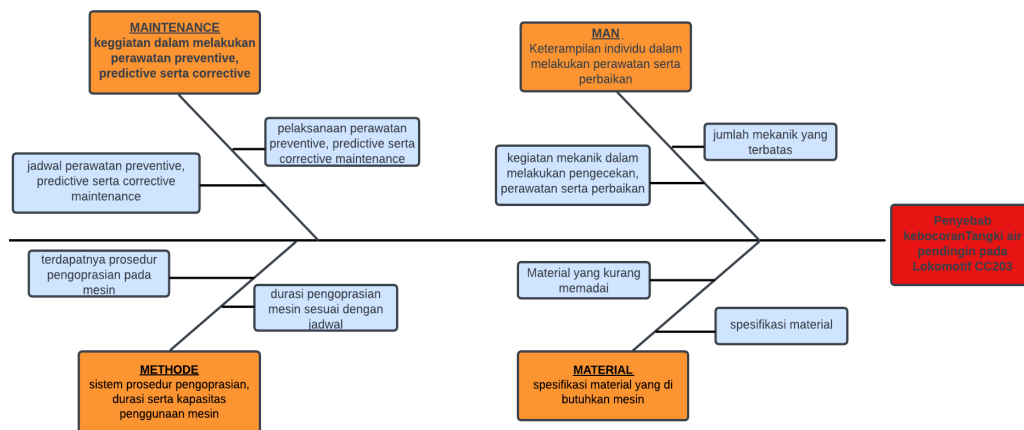 MAINTENANCE
keggiatan dalam melakukan
perawatan preventive,
predictive serta corrective
MAN
Keterampilan individu dalam
melakukan perawatan serta
perbaikan
pelaksanaan perawatan
preventive, predictive serta
corrective maintenance
jumlah mekanik yang
terbatas
jadwal perawatan preventive,
predictive serta corrective
maintenance
kegiatan mekanik dalam
melakukan pengecekan,
perawatan serta perbaikan
Penyebab
kebocoranTangki air
pendingin pada
Lokomotif CC203
terdapatnya prosedur
pengoprasian pada
mesin
Material yang kurang
memadai
durasi pengoprasian
mesin sesuai dengan
jadwal
spesifikasi material
METHODE
sistem prosedur pengoprasian,
durasi serta kapasitas
penggunaan mesin
MATERIAL
spesifikasi material yang di
butuhkan mesin